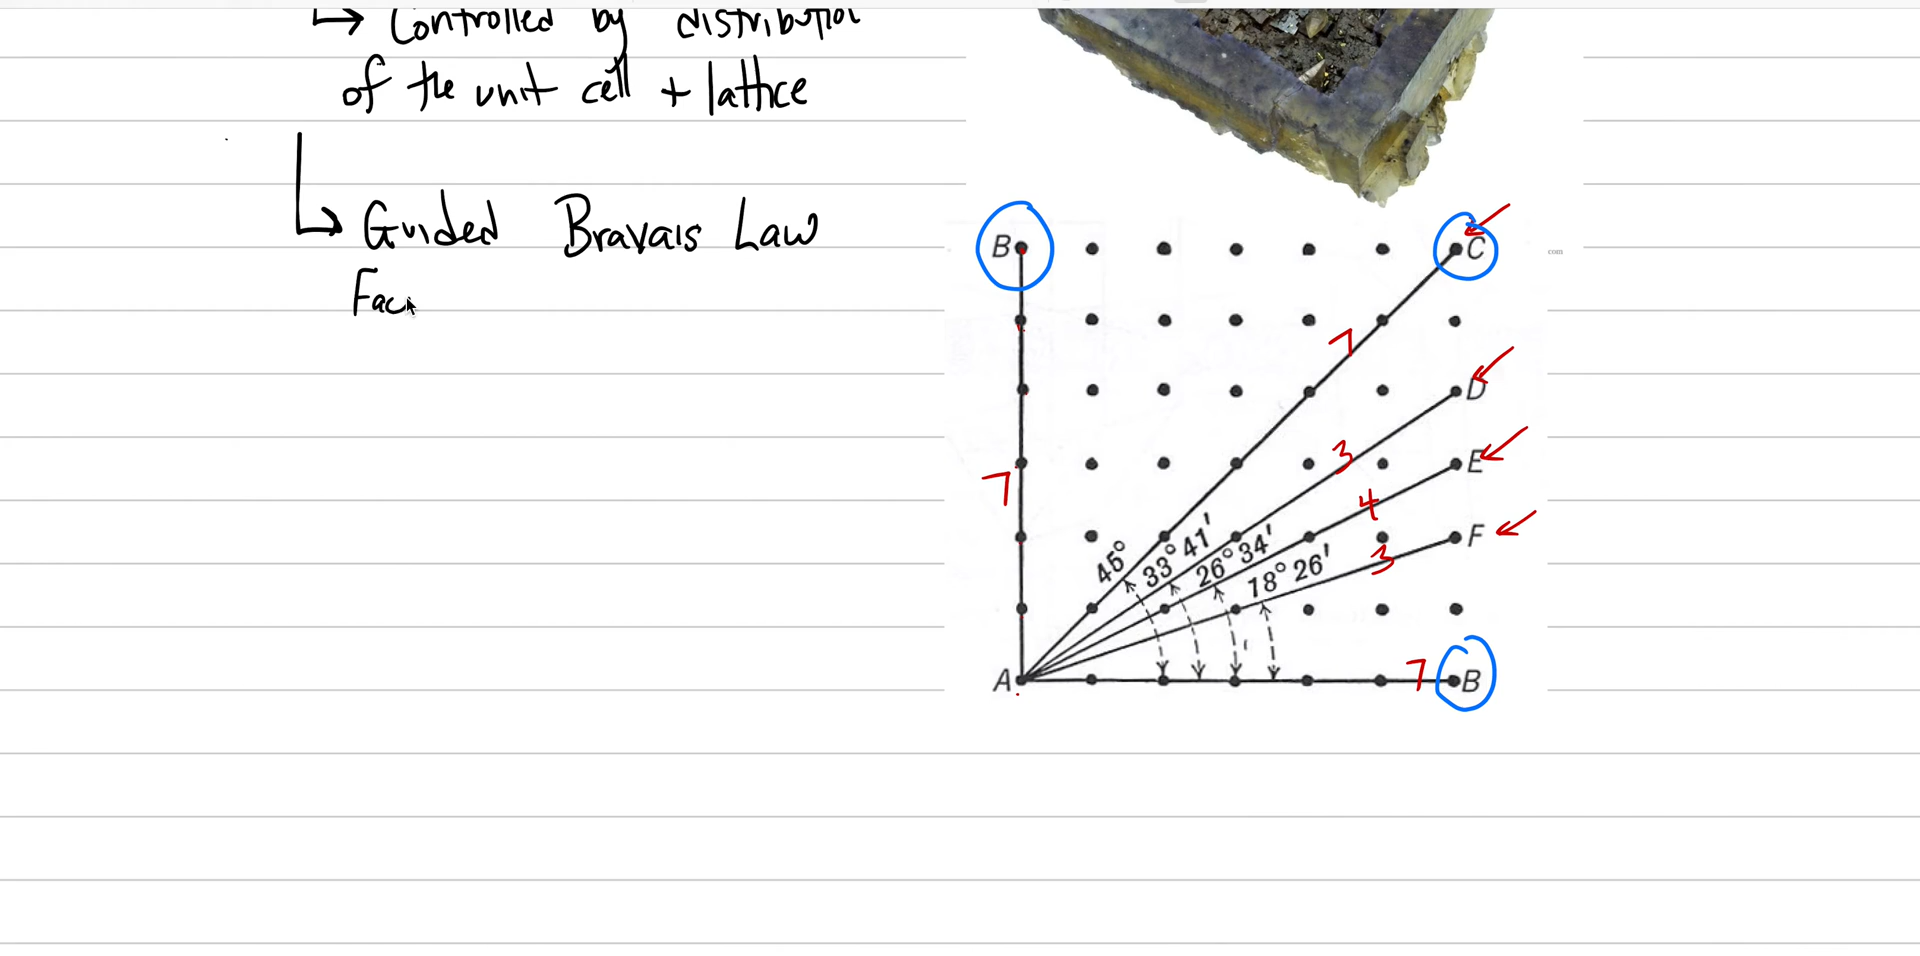 ↳ Controlled by distribution
of the unit cell + lattice
↳ Guided Bravais Law
Fac
B
C
com
7
D
3
E
7
4
F
45°
33° 41'
26° 34'
18° 26'
3
A
7
B